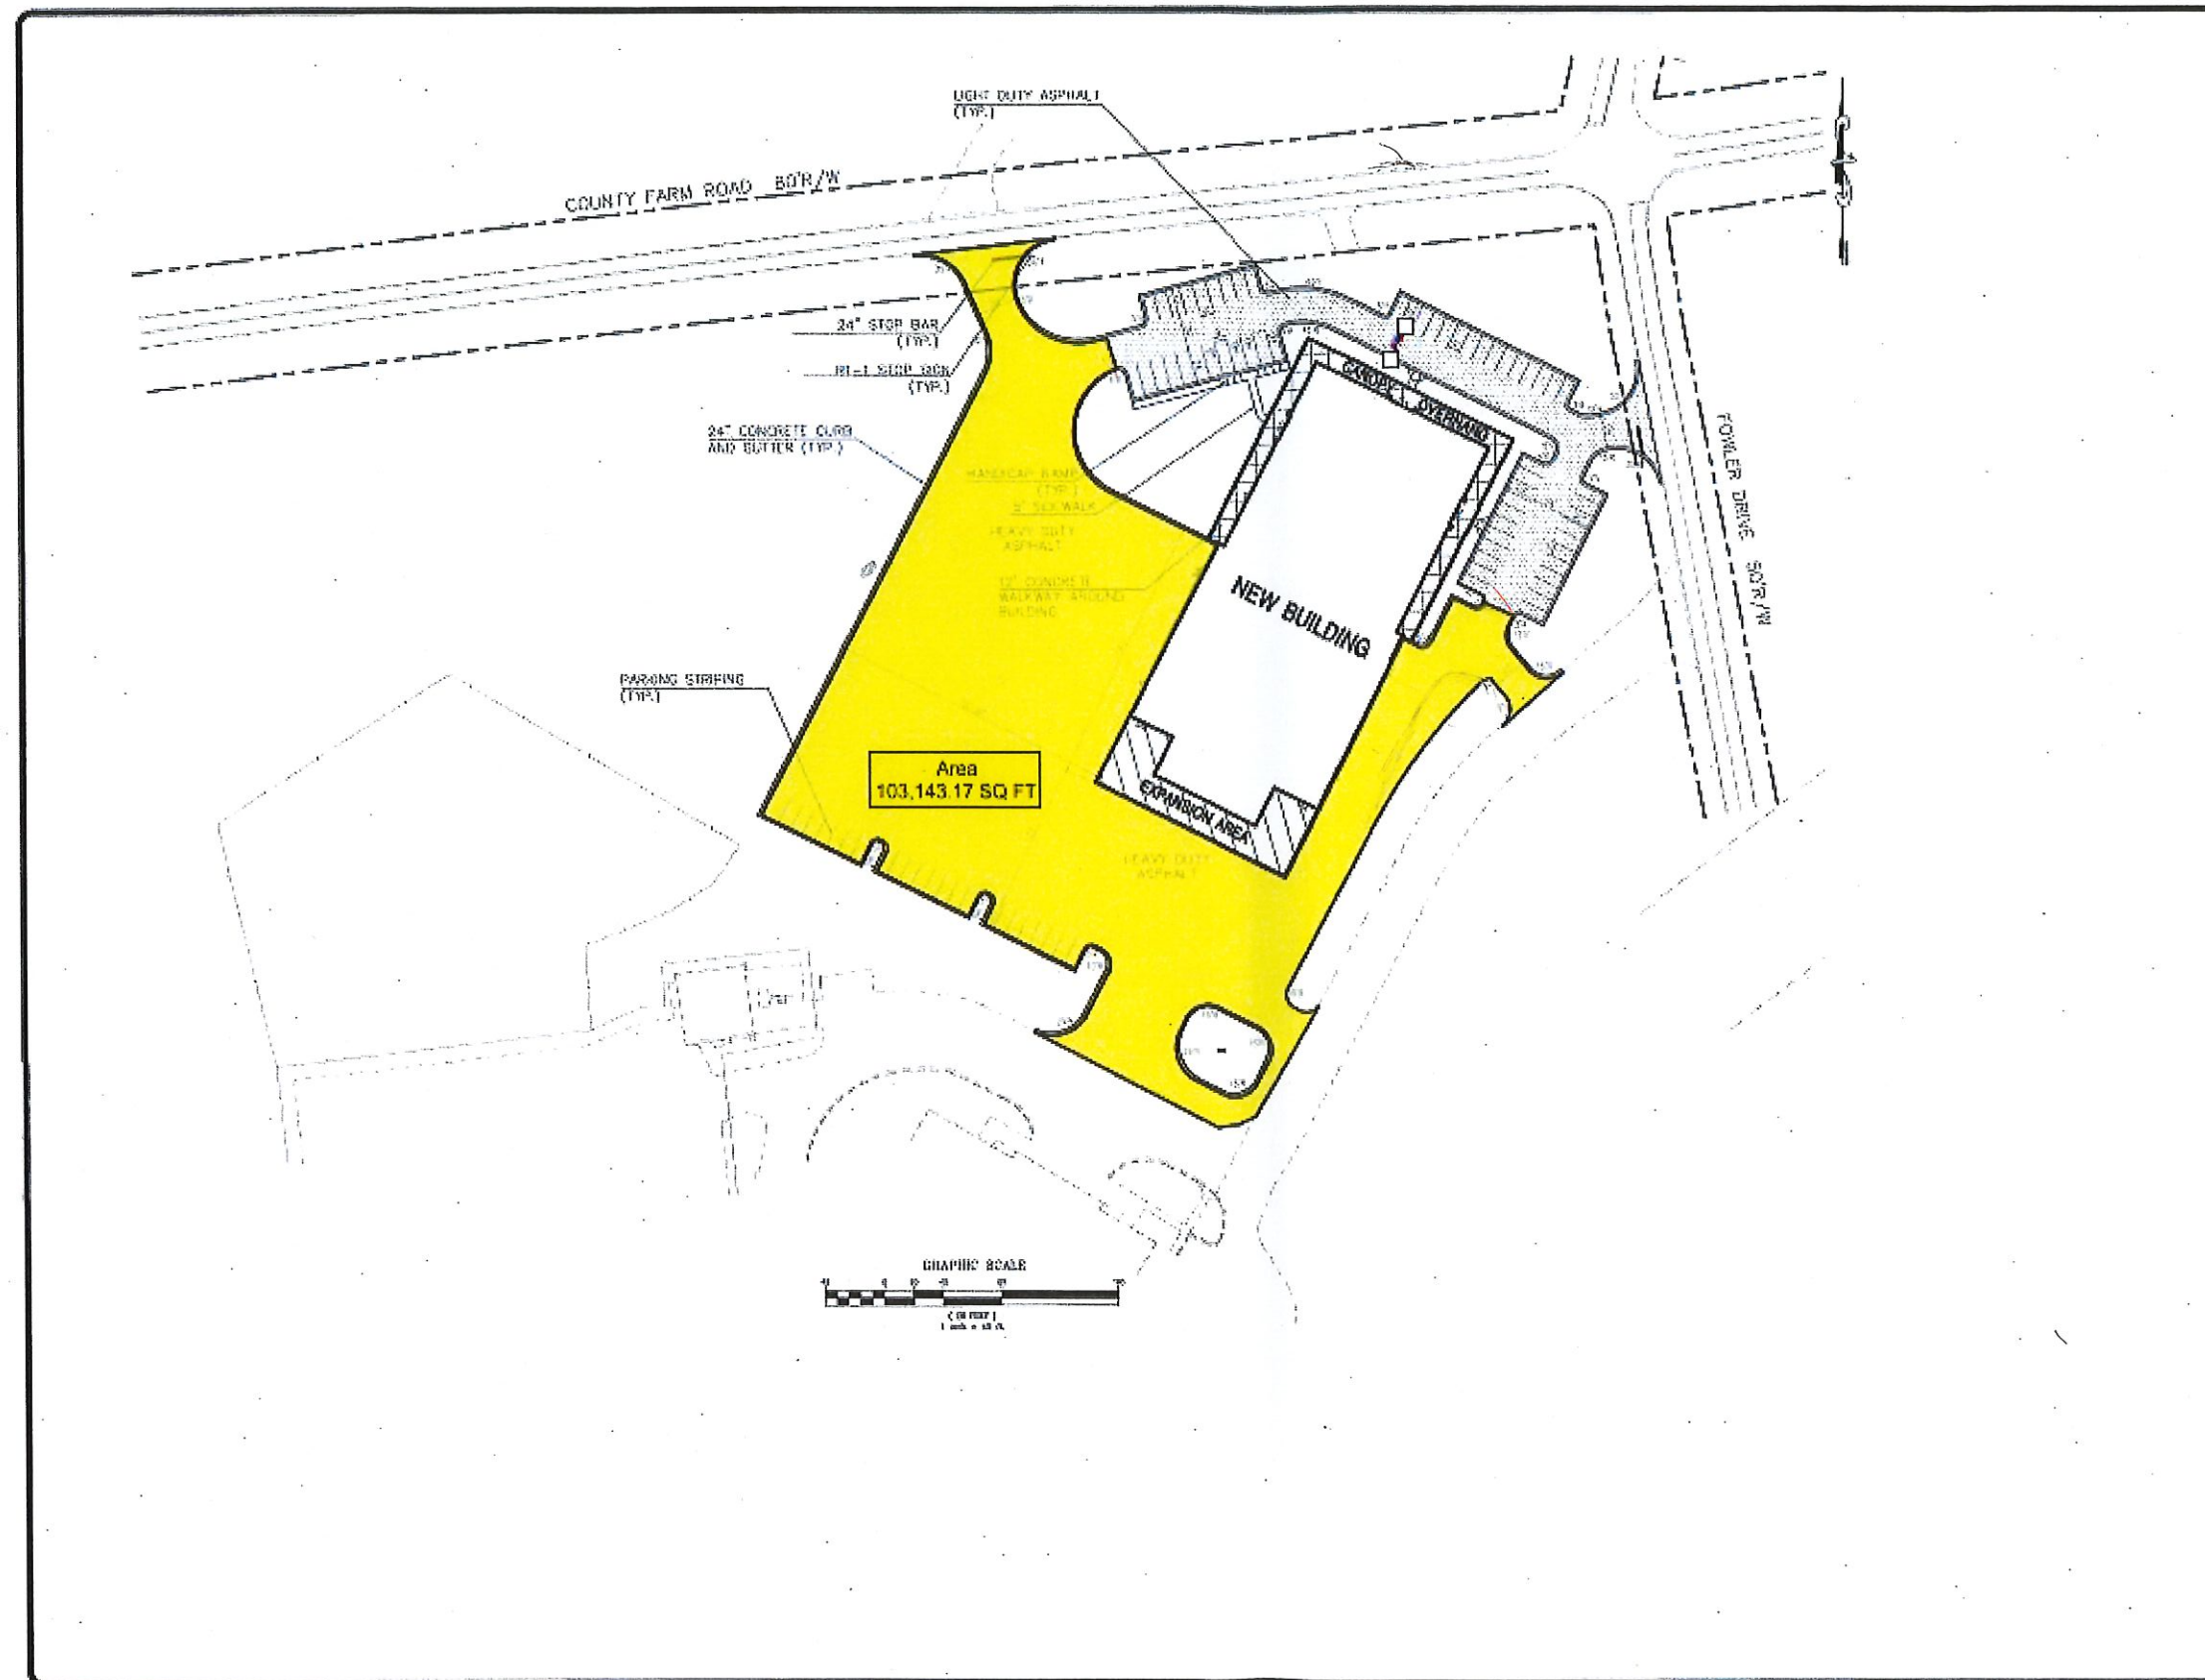 LIGHT DUTY ASPHALT
(TYP.)
COUNTY FARM ROAD 80'R/W
24" STOP BAR
(TYP.)
R1-1 STOP SIGN
(TYP.)
24" CONCRETE CURB
AND GUTTER (TYP.)
CANOPY OVERHANG
HANDICAP RAMP
(TYP.)
5' SIDEWALK
HEAVY DUTY
ASPHALT
12' CONCRETE
WALKWAY AROUND
BUILDING
FOWLER DRIVE 50'R/W
NEW BUILDING
PARKING STRIPING
(TYP.)
Area
103,143.17 SQ FT
EXPANSION AREA
HEAVY DUTY
ASPHALT
GRAPHIC SCALE
( IN FEET )